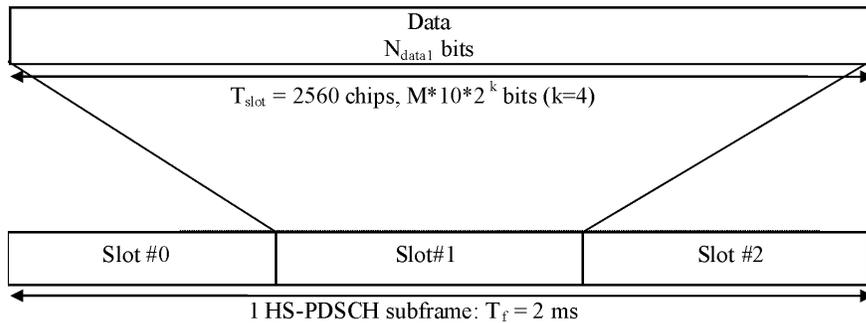 Data
N_data1 bits
T_slot = 2560 chips, M*10*2^k bits (k=4)
Slot #0 Slot#1 Slot #2
1 HS-PDSCH subframe: T_f = 2 ms